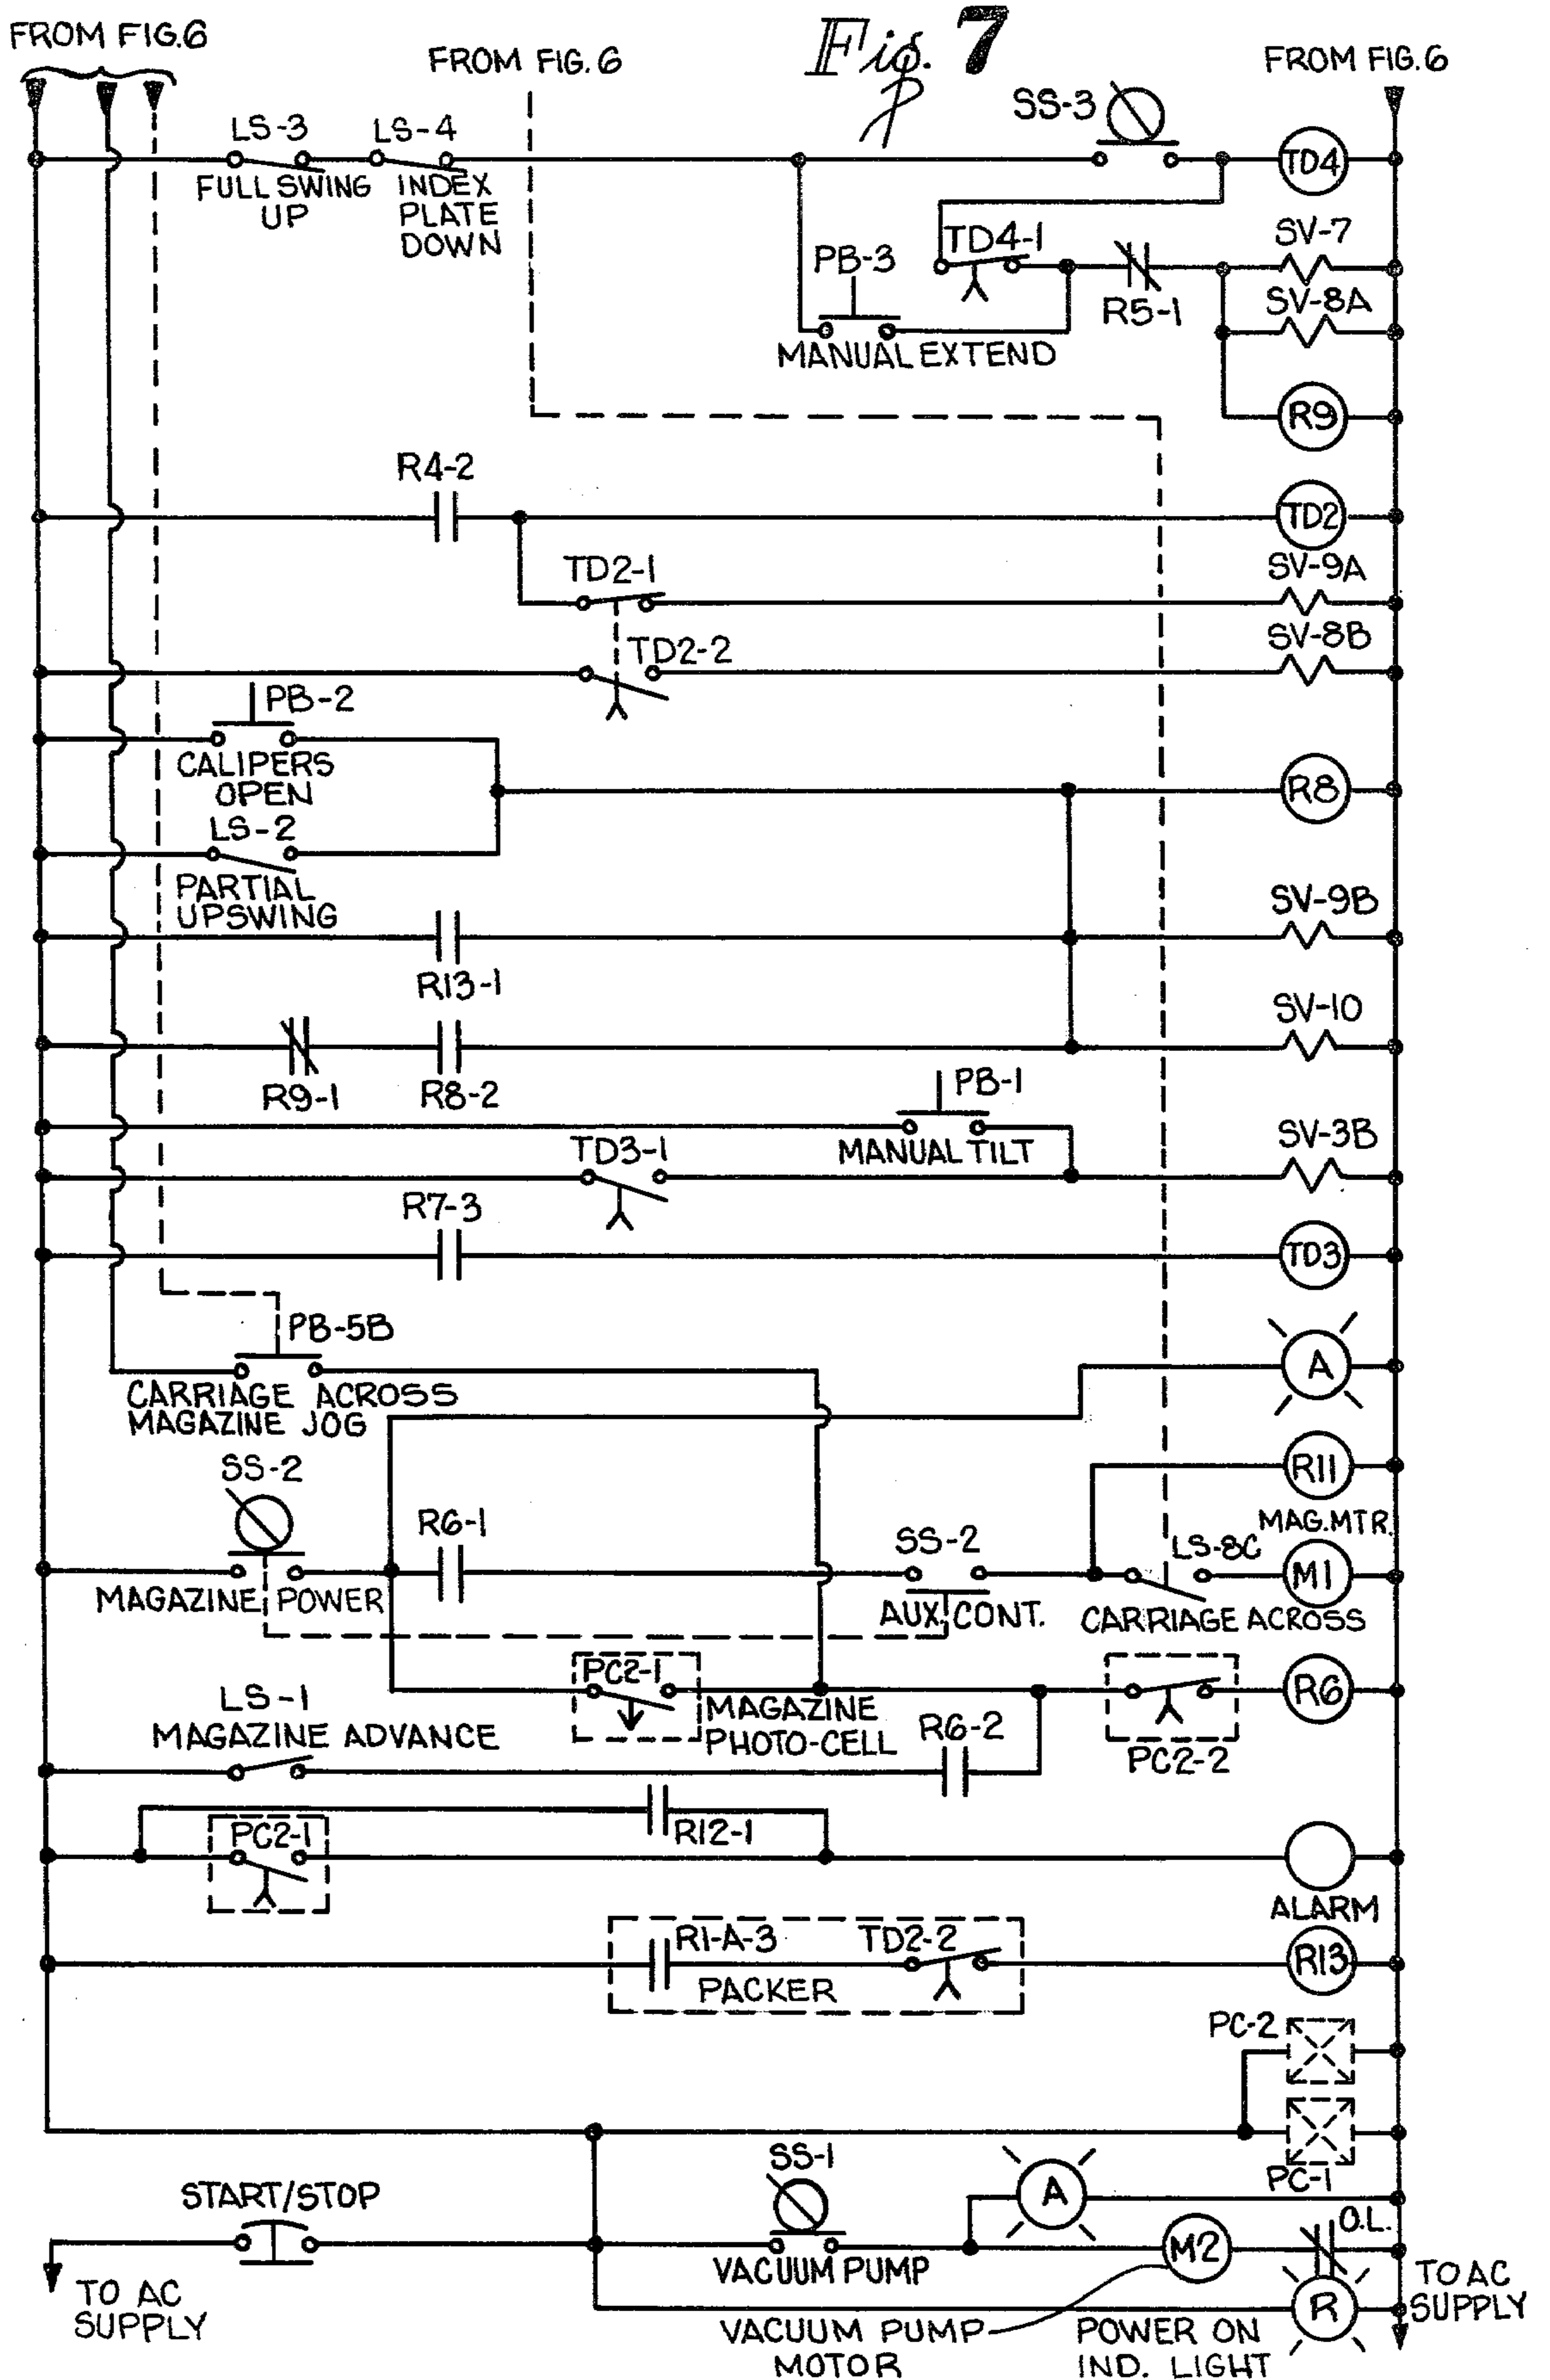 FROM FIG.6
FROM FIG.6
Fig. 7
FROM FIG.6
SS-3
LS-3
LS-4
TD4
FULL SWING
UP
INDEX
PLATE
DOWN
TD4-1
SV-7
PB-3
R5-1
SV-8A
MANUAL EXTEND
R9
R4-2
TD2
TD2-1
SV-9A
TD2-2
SV-8B
PB-2
CALIPERS
OPEN
R8
LS-2
PARTIAL
UPSWING
SV-9B
R13-1
SV-10
R9-1
R8-2
PB-1
MANUAL TILT
SV-3B
TD3-1
R7-3
TD3
PB-5B
A
CARRIAGE ACROSS
MAGAZINE JOG
SS-2
R11
R6-1
MAG.MTR.
SS-2
LS-8C
M1
MAGAZINE POWER
AUX. CONT.
CARRIAGE ACROSS
PC2-1
R6
LS-1
MAGAZINE ADVANCE
MAGAZINE
PHOTO-CELL
R6-2
PC2-2
R12-1
PC2-1
ALARM
R1-A-3
TD2-2
R13
PACKER
PC-2
PC-1
SS-1
START/STOP
A
O.L.
M2
VACUUM PUMP
TO AC
SUPPLY
R
TO AC
SUPPLY
VACUUM PUMP
MOTOR
POWER ON
IND. LIGHT